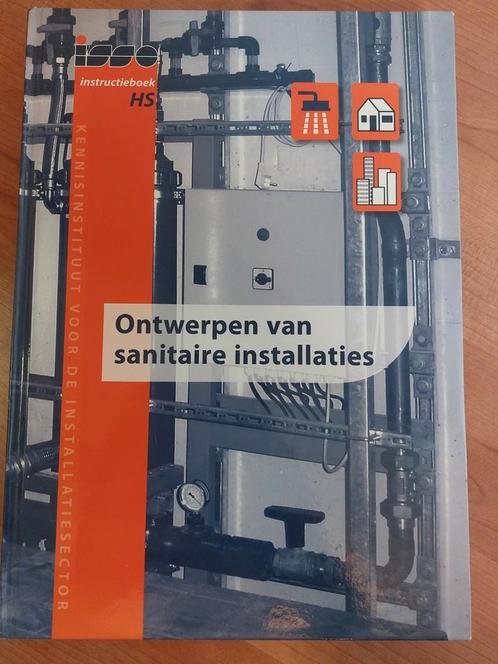 isso
instructieboek
HS
KENNISINSTITUUT VOOR DE INSTALLATIESECTOR
Ontwerpen van
sanitaire installaties